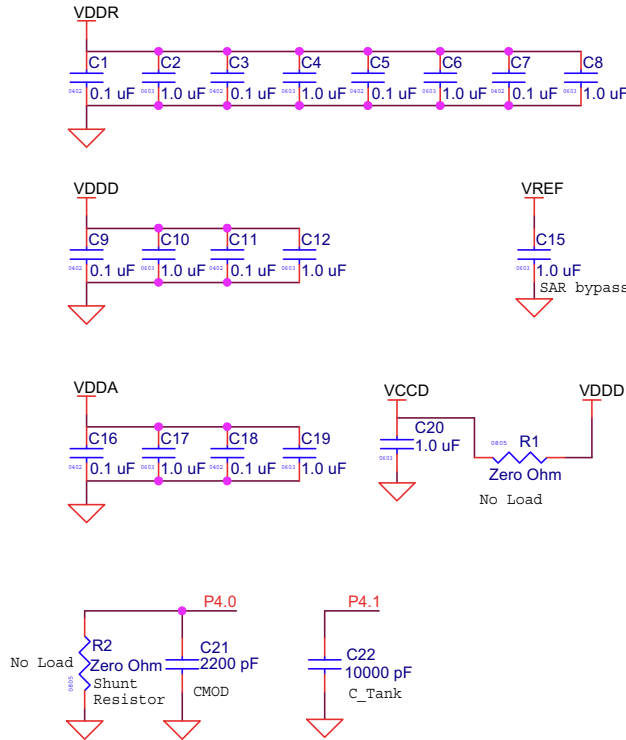 VDDR
C1 C2 C3 C4 C5 C6 C7 C8
0402 0603 0402 0603 0402 0603 0402 0603
0.1 uF 1.0 uF 0.1 uF 1.0 uF 0.1 uF 1.0 uF 0.1 uF 1.0 uF
VDDD
C9 C10 C11 C12
0402 0603 0402 0603
0.1 uF 1.0 uF 0.1 uF 1.0 uF
VREF
C15
0603
1.0 uF
SAR bypass
VDDA
C16 C17 C18 C19
0402 0603 0402 0603
0.1 uF 1.0 uF 0.1 uF 1.0 uF
VCCD
C20
1.0 uF
0603
VDDD
0805
R1
Zero Ohm
No Load
P4.0
R2
No Load
Zero Ohm
0805
Shunt
Resistor
C21
2200 pF
CMOD
P4.1
C22
10000 pF
C_Tank